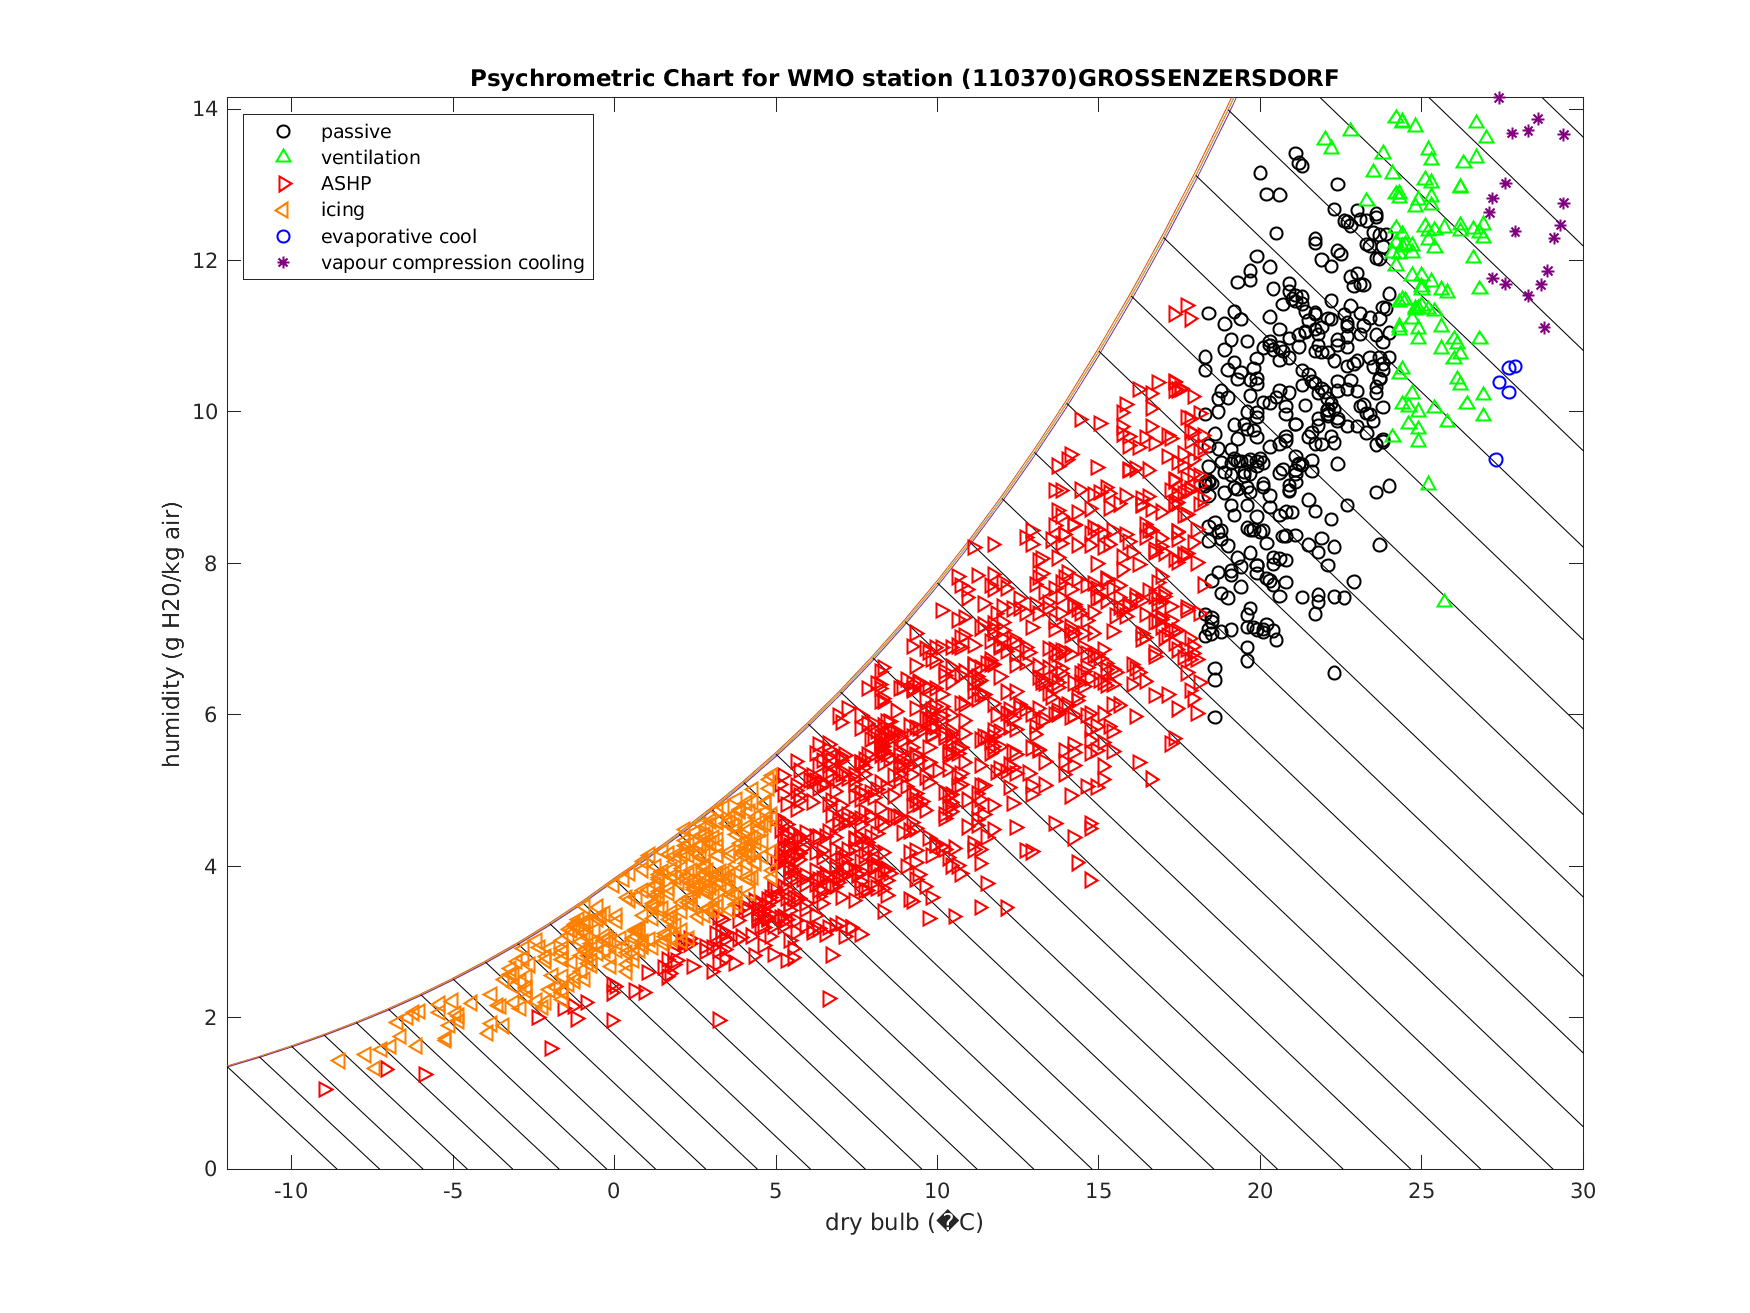 Psychrometric Chart for WMO station (110370)GROSSENZERSDORF
passive
ventilation
ASHP
icing
evaporative cool
vapour compression cooling
humidity (g H20/kg air)
14
12
10
8
6
4
2
0
-10 -5 0 5 10 15 20 25 30
dry bulb (�C)